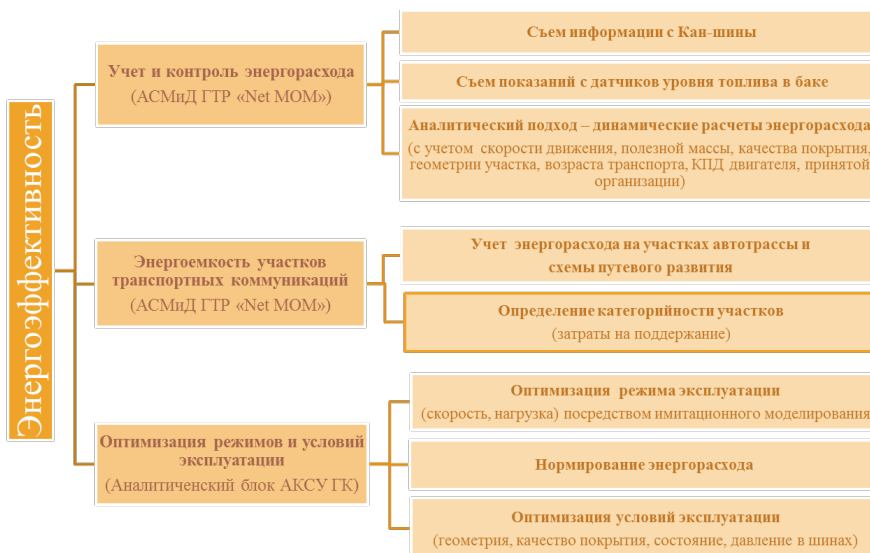 Энергоэффективность
Учет и контроль энергорасхода
(АСМиД ГТР «Net МОМ»)
Съем информации с Кан-шины
Съем показаний с датчиков уровня топлива в баке
Аналитический подход – динамические расчеты энергорасхода
(с учетом скорости движения, полезной массы, качества покрытия,
геометрии участка, возраста транспорта, КПД двигателя, принятой
организации)
Энергоемкость участков
транспортных коммуникаций
(АСМиД ГТР «Net МОМ»)
Учет энергорасхода на участках автотрассы и
схемы путевого развития
Определение категорийности участков
(затраты на поддержание)
Оптимизация режимов и условий
эксплуатации
(Аналитиченский блок АКСУ ГК)
Оптимизация режима эксплуатации
(скорость, нагрузка) посредством имитационного моделирования
Нормирование энергорасхода
Оптимизация условий эксплуатации
(геометрия, качество покрытия, состояние, давление в шинах)